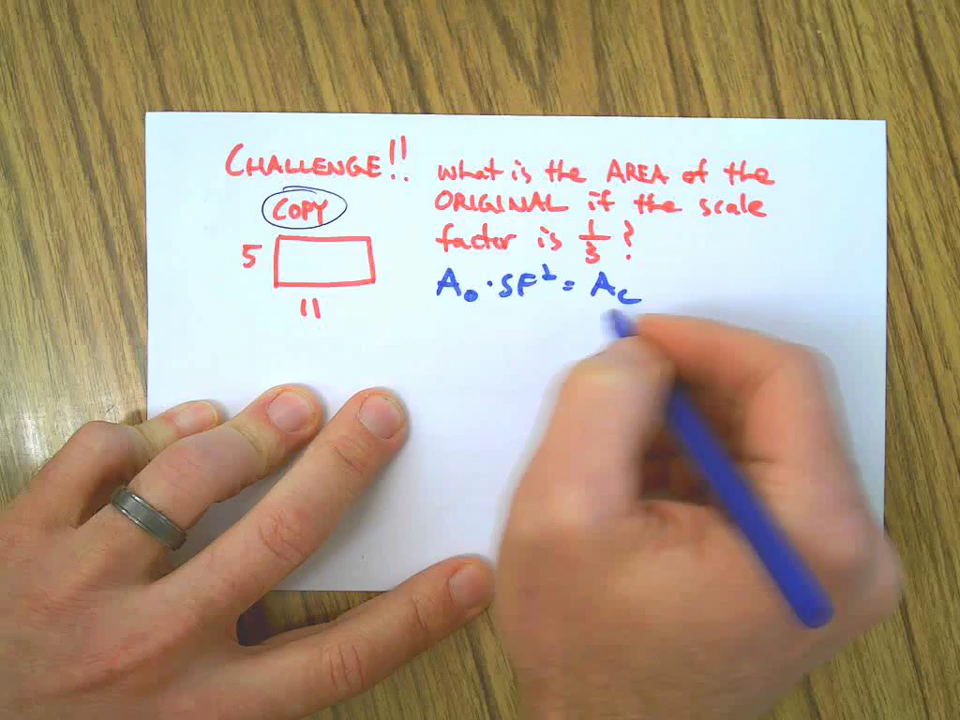 CHALLENGE!!
COPY
5
11
What is the AREA of the
ORIGINAL if the scale
factor is 1/3?
A₀ · SF² = A_c